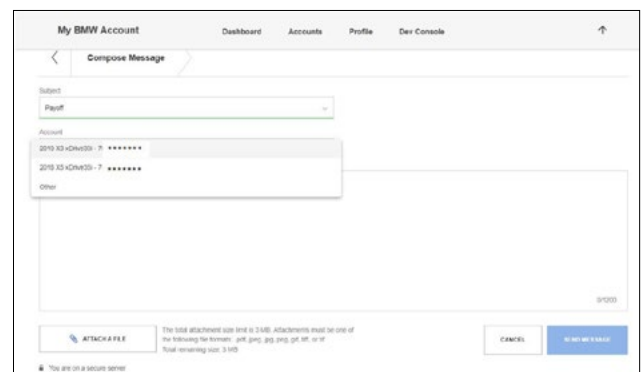 My BMW Account Dashboard Accounts Profile Dev Console
Compose Message
Subject
Payoff
Account
2019 X3 xDrive30i - 7
2019 X5 xDrive50i - 7
Other
0/1200
ATTACH A FILE
The total attachment size limit is 3 MB. Attachments must be one of
the following file formats: .pdf, jpeg, jpg, png, gif, tiff, or tif
Total remaining size: 3 MB
CANCEL
SEND MESSAGE
You are on a secure server